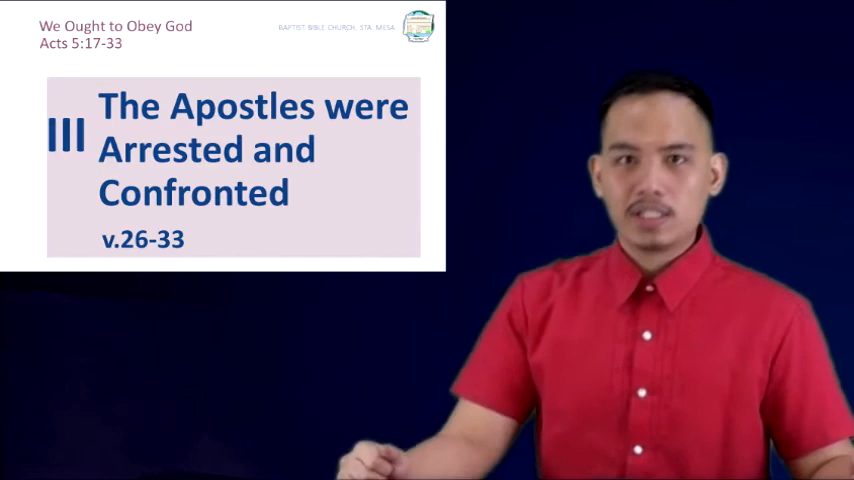 We Ought to Obey God
Acts 5:17-33
BAPTIST BIBLE CHURCH, STA. MESA
III
The Apostles were
Arrested and
Confronted
v.26-33